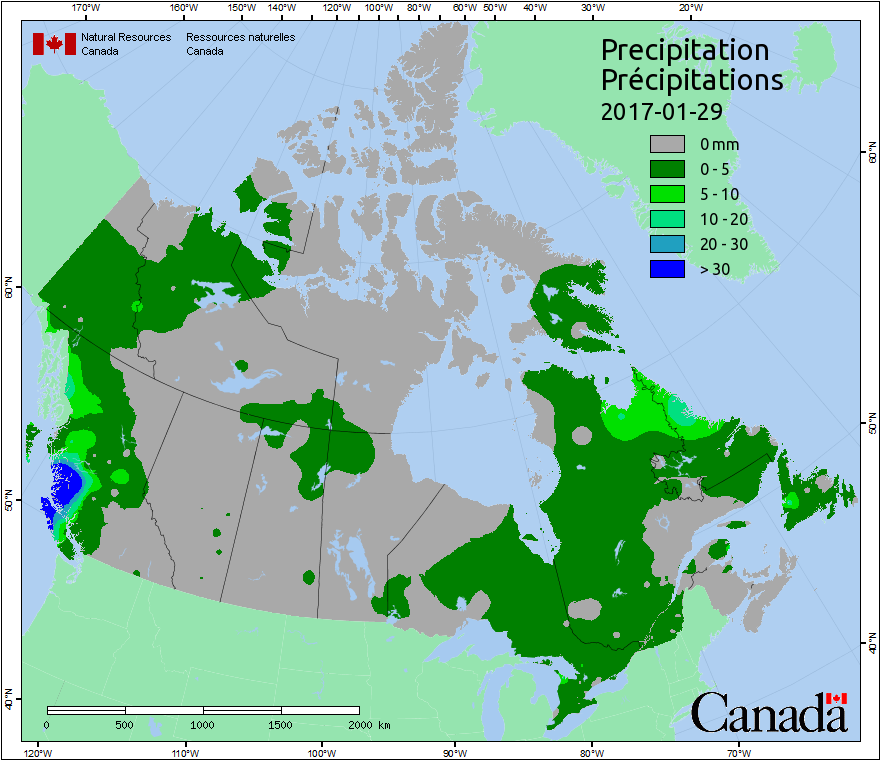 170°W 160°W 150°W 140°W 120°W 100°W 80°W 60°W 50°W 40°W 30°W 20°W
Natural Resources Ressources naturelles
Canada Canada
Precipitation
Précipitations
2017-01-29
0 mm
0 - 5
5 - 10
10 - 20
20 - 30
> 30
60°N
60°N
50°N
50°N
40°N
40°N
0 500 1000 1500 2000 km
Canada
120°W 110°W 100°W 90°W 80°W 70°W